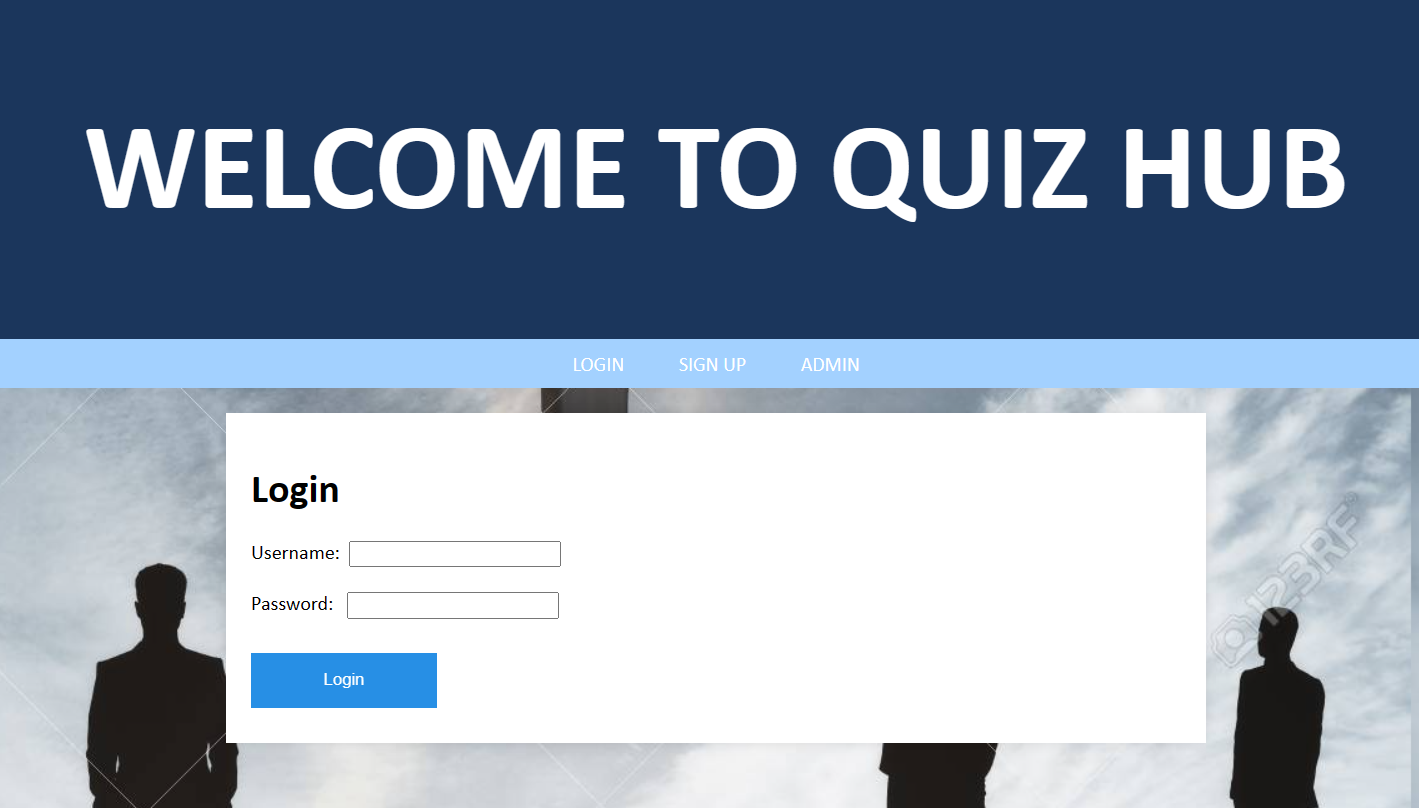 WELCOME TO QUIZ HUB
LOGIN SIGN UP ADMIN
Login
Username:
Password:
Login
123RF